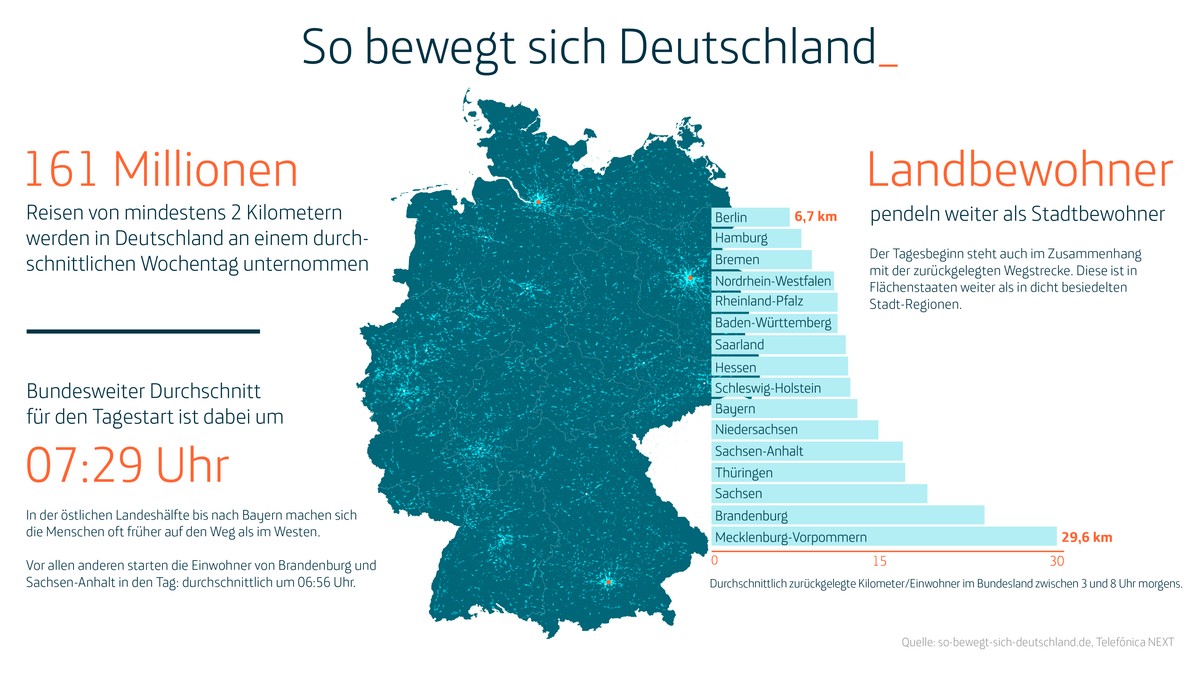 So bewegt sich Deutschland_
161 Millionen
Reisen von mindestens 2 Kilometern
werden in Deutschland an einem durch-
schnittlichen Wochentag unternommen
Bundesweiter Durchschnitt
für den Tagestart ist dabei um
07:29 Uhr
In der östlichen Landeshälfte bis nach Bayern machen sich
die Menschen oft früher auf den Weg als im Westen.
Vor allen anderen starten die Einwohner von Brandenburg und
Sachsen-Anhalt in den Tag: durchschnittlich um 06:56 Uhr.
Landbewohner
pendeln weiter als Stadtbewohner
Der Tagesbeginn steht auch im Zusammenhang
mit der zurückgelegten Wegstrecke. Diese ist in
Flächenstaaten weiter als in dicht besiedelten
Stadt-Regionen.
Berlin 6,7 km
Hamburg
Bremen
Nordrhein-Westfalen
Rheinland-Pfalz
Baden-Württemberg
Saarland
Hessen
Schleswig-Holstein
Bayern
Niedersachsen
Sachsen-Anhalt
Thüringen
Sachsen
Brandenburg
Mecklenburg-Vorpommern 29,6 km
0 15 30
Durchschnittlich zurückgelegte Kilometer/Einwohner im Bundesland zwischen 3 und 8 Uhr morgens.
Quelle: so-bewegt-sich-deutschland.de, Telefónica NEXT